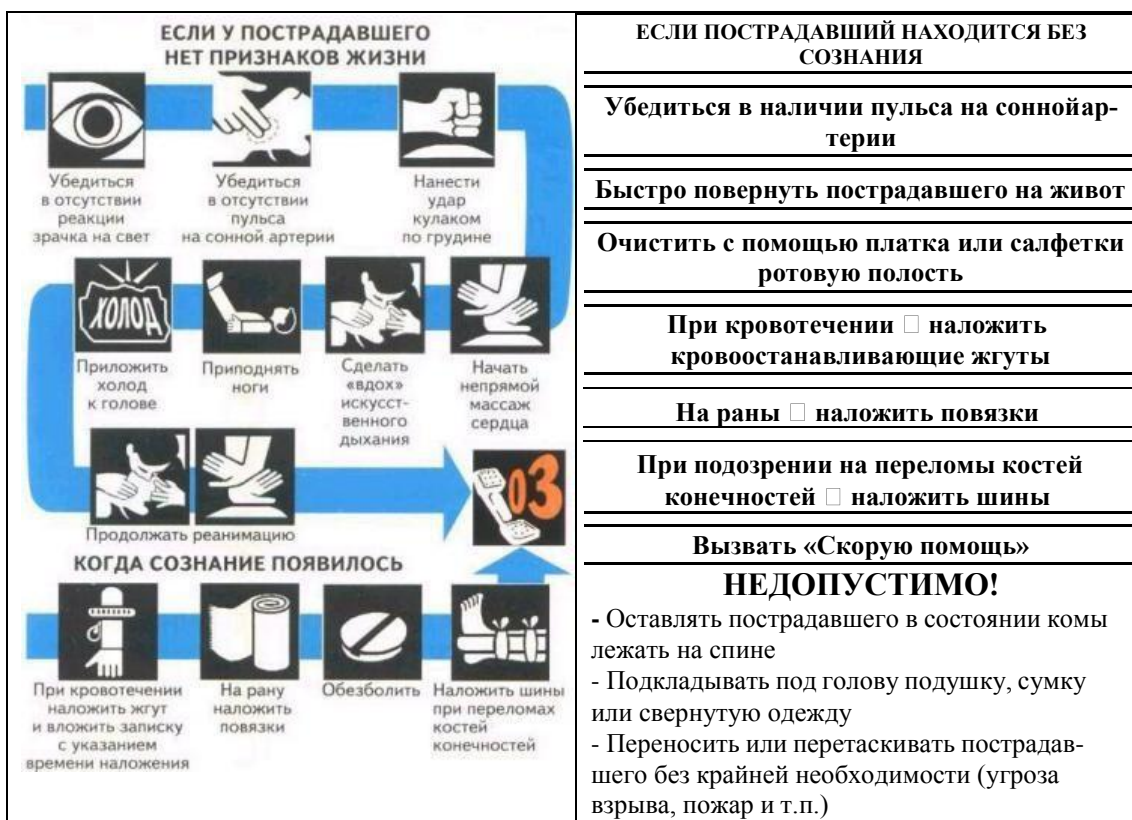 ЕСЛИ У ПОСТРАДАВШЕГО
НЕТ ПРИЗНАКОВ ЖИЗНИ
Убедиться
в отсутствии
реакции
зрачка на свет
Убедиться
в отсутствии
пульса
на сонной артерии
Нанести
удар
кулаком
по грудине
ХОЛОД
Приложить
холод
к голове
Приподнять
ноги
Сделать
«вдох»
искусст-
венного
дыхания
Начать
непрямой
массаж
сердца
Продолжать реанимацию
03
КОГДА СОЗНАНИЕ ПОЯВИЛОСЬ
При кровотечении
наложить жгут
и вложить записку
с указанием
времени наложения
На рану
наложить
повязки
Обезболить
Наложить шины
при переломах
костей
конечностей
ЕСЛИ ПОСТРАДАВШИЙ НАХОДИТСЯ БЕЗ
СОЗНАНИЯ
Убедиться в наличии пульса на соннойар-
терии
Быстро повернуть пострадавшего на живот
Очистить с помощью платка или салфетки
ротовую полость
При кровотечении □ наложить
кровоостанавливающие жгуты
На раны □ наложить повязки
При подозрении на переломы костей
конечностей □ наложить шины
Вызвать «Скорую помощь»
НЕДОПУСТИМО!
- Оставлять пострадавшего в состоянии комы
лежать на спине
- Подкладывать под голову подушку, сумку
или свернутую одежду
- Переносить или перетаскивать пострадав-
шего без крайней необходимости (угроза
взрыва, пожар и т.п.)